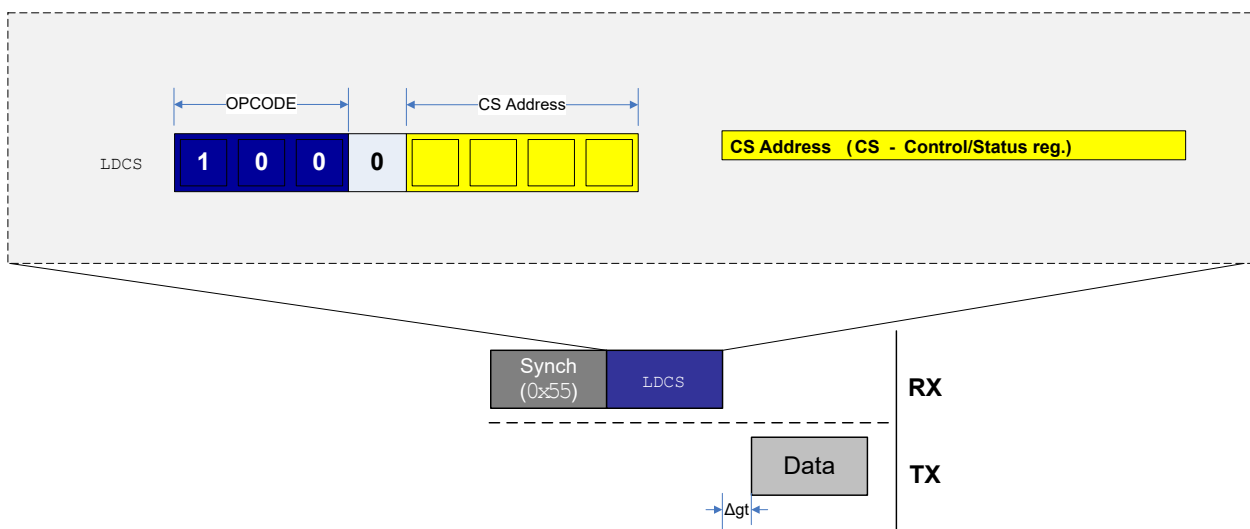 OPCODE
CS Address
LDCS
1 0 0 0
CS Address (CS - Control/Status reg.)
Synch
(0x55)
LDCS
RX
Data
TX
Δgt